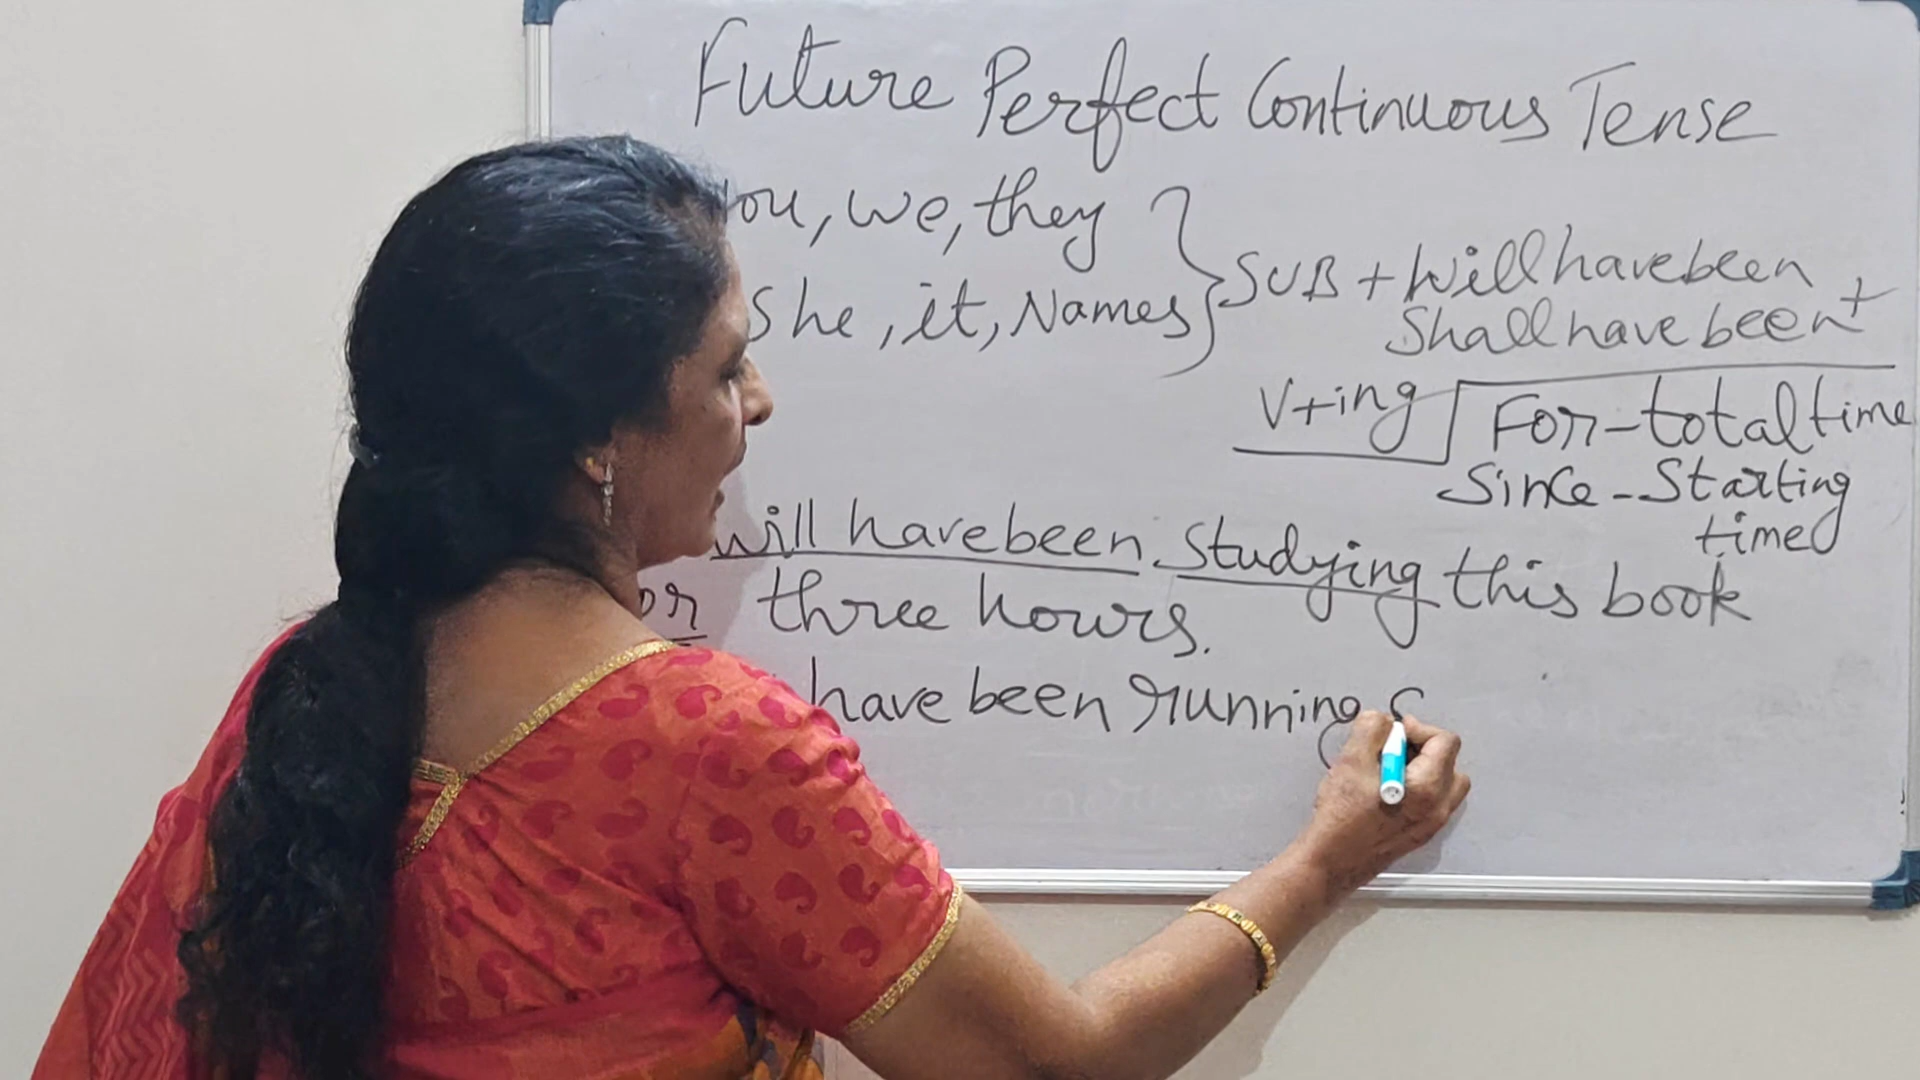 Future Perfect Continuous Tense
ou, we, they
She, it, Names } SUB + Will have been
Shall have been +
V+ing For - total time
Since - Starting
time
will have been studying this book
or three hours.
have been running